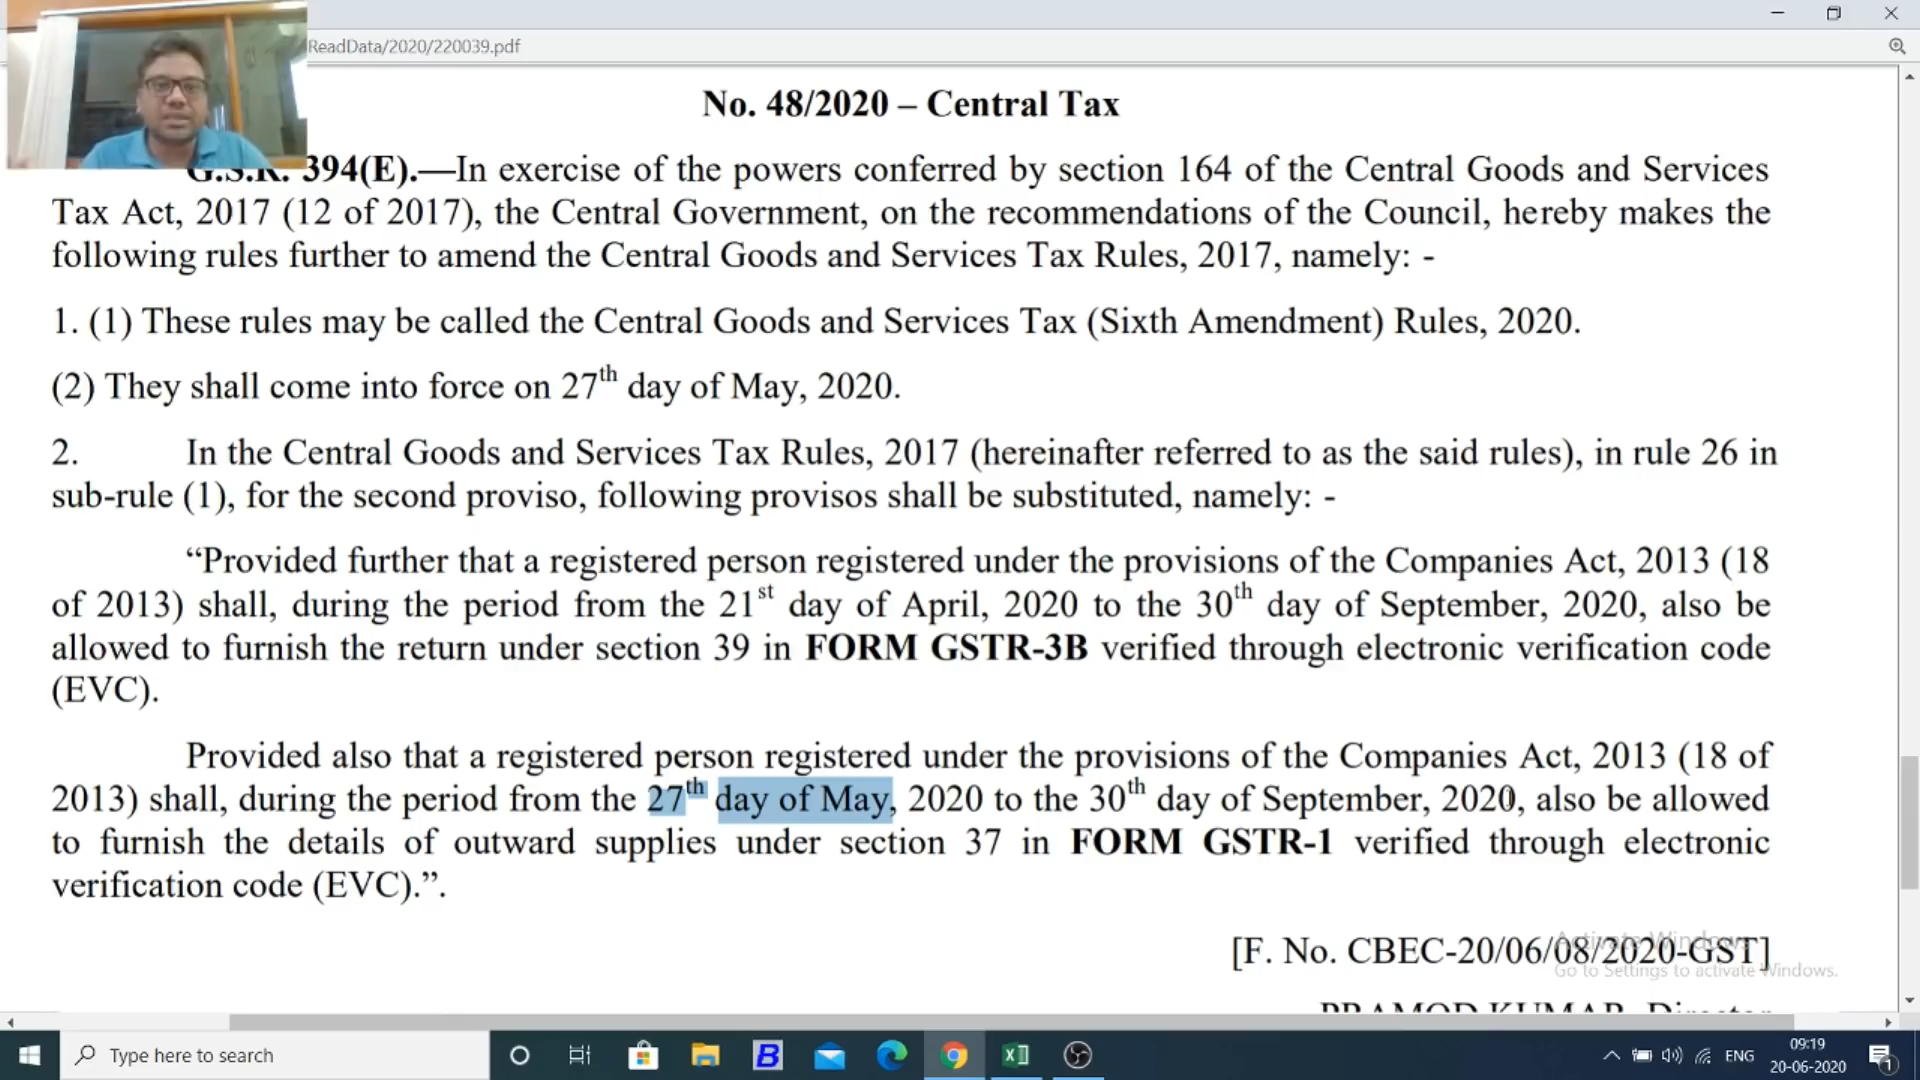 ReadData/2020/220039.pdf
No. 48/2020 – Central Tax
G.S.R. 394(E).—In exercise of the powers conferred by section 164 of the Central Goods and Services
Tax Act, 2017 (12 of 2017), the Central Government, on the recommendations of the Council, hereby makes the
following rules further to amend the Central Goods and Services Tax Rules, 2017, namely: -
1. (1) These rules may be called the Central Goods and Services Tax (Sixth Amendment) Rules, 2020.
(2) They shall come into force on 27th day of May, 2020.
2. In the Central Goods and Services Tax Rules, 2017 (hereinafter referred to as the said rules), in rule 26 in
sub-rule (1), for the second proviso, following provisos shall be substituted, namely: -
“Provided further that a registered person registered under the provisions of the Companies Act, 2013 (18
of 2013) shall, during the period from the 21st day of April, 2020 to the 30th day of September, 2020, also be
allowed to furnish the return under section 39 in FORM GSTR-3B verified through electronic verification code
(EVC).
Provided also that a registered person registered under the provisions of the Companies Act, 2013 (18 of
2013) shall, during the period from the 27th day of May, 2020 to the 30th day of September, 2020, also be allowed
to furnish the details of outward supplies under section 37 in FORM GSTR-1 verified through electronic
verification code (EVC).”.
[F. No. CBEC-20/06/08/2020-GST]
Activate Windows
Go to Settings to activate Windows.
PRAMOD KUMAR, Director
Type here to search
B
ENG
09:19
20-06-2020
1